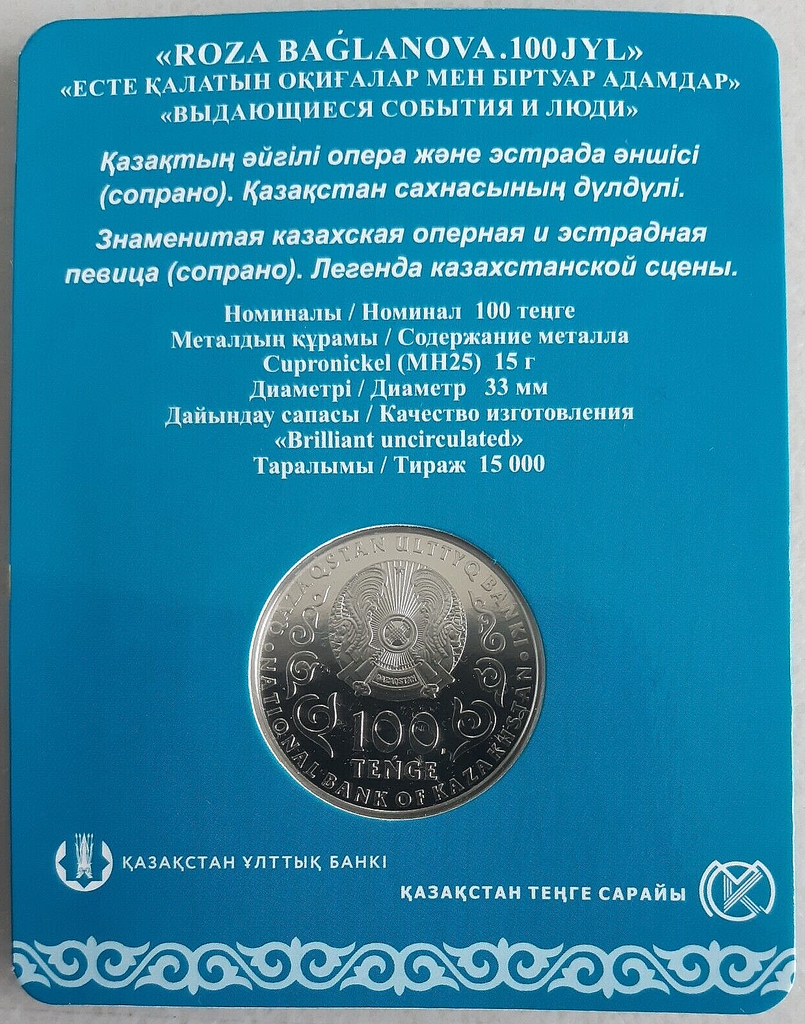 «ROZA BAǴLANOVA.100 JYL»
«ЕСТЕ ҚАЛАТЫН ОҚИҒАЛАР МЕН БІРТУАР АДАМДАР»
«ВЫДАЮЩИЕСЯ СОБЫТИЯ И ЛЮДИ»
Қазақтың әйгілі опера және эстрада әншісі
(сопрано). Қазақстан сахнасының дүлдүлі.
Знаменитая казахская оперная и эстрадная
певица (сопрано). Легенда казахстанской сцены.
Номиналы / Номинал 100 теңге
Металдың құрамы / Содержание металла
Cupronickel (МН25) 15 г
Диаметрі / Диаметр 33 мм
Дайындау сапасы / Качество изготовления
«Brilliant uncirculated»
Таралымы / Тираж 15 000
QAZAQSTAN ULTTYQ BANKI
QAZAQSTAN
100
TEŃGE
NATIONAL BANK OF KAZAKHSTAN
ҚАЗАҚСТАН ҰЛТТЫҚ БАНКІ
ҚАЗАҚСТАН ТЕҢГЕ САРАЙЫ